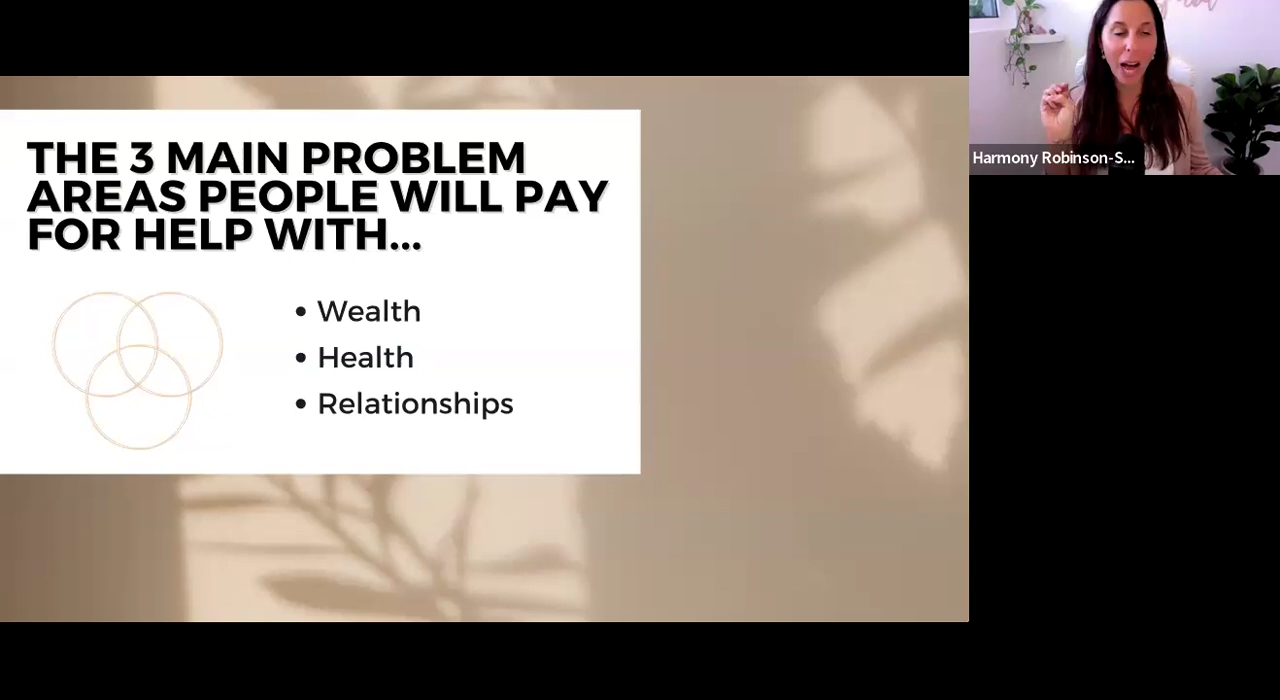 THE 3 MAIN PROBLEM
AREAS PEOPLE WILL PAY
FOR HELP WITH...
• Wealth
• Health
• Relationships
Harmony Robinson-S...